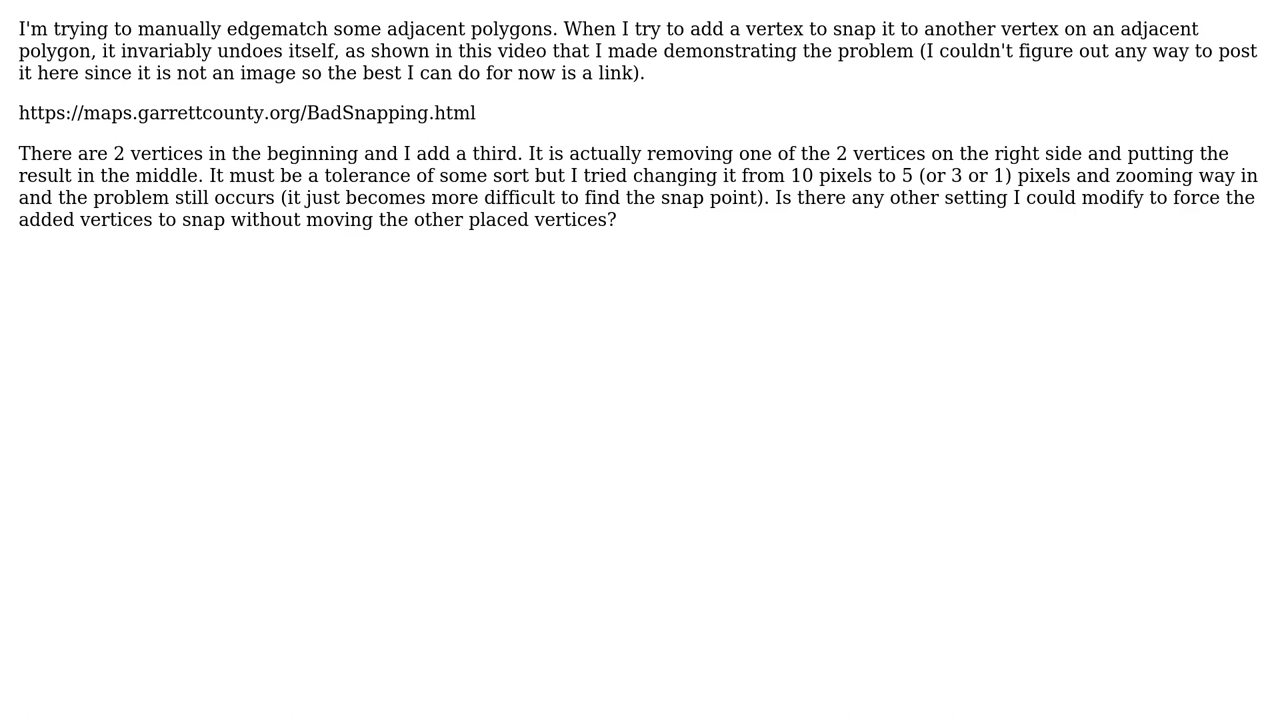 I'm trying to manually edgematch some adjacent polygons. When I try to add a vertex to snap it to another vertex on an adjacent
polygon, it invariably undoes itself, as shown in this video that I made demonstrating the problem (I couldn't figure out any way to post
it here since it is not an image so the best I can do for now is a link).
https://maps.garrettcounty.org/BadSnapping.html
There are 2 vertices in the beginning and I add a third. It is actually removing one of the 2 vertices on the right side and putting the
result in the middle. It must be a tolerance of some sort but I tried changing it from 10 pixels to 5 (or 3 or 1) pixels and zooming way in
and the problem still occurs (it just becomes more difficult to find the snap point). Is there any other setting I could modify to force the
added vertices to snap without moving the other placed vertices?